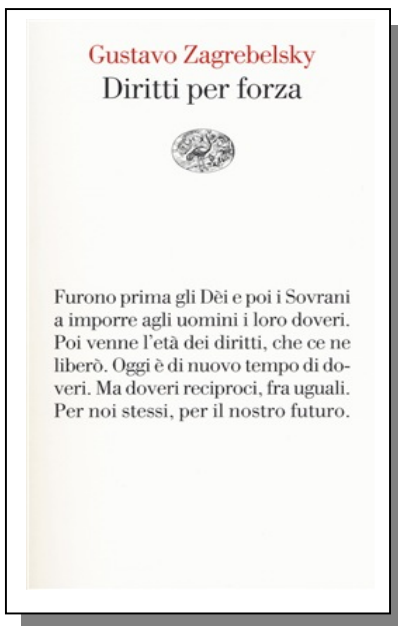 Gustavo Zagrebelsky
Diritti per forza
Furono prima gli Dèi e poi i Sovrani
a imporre agli uomini i loro doveri.
Poi venne l'età dei diritti, che ce ne
liberò. Oggi è di nuovo tempo di do-
veri. Ma doveri reciproci, fra uguali.
Per noi stessi, per il nostro futuro.